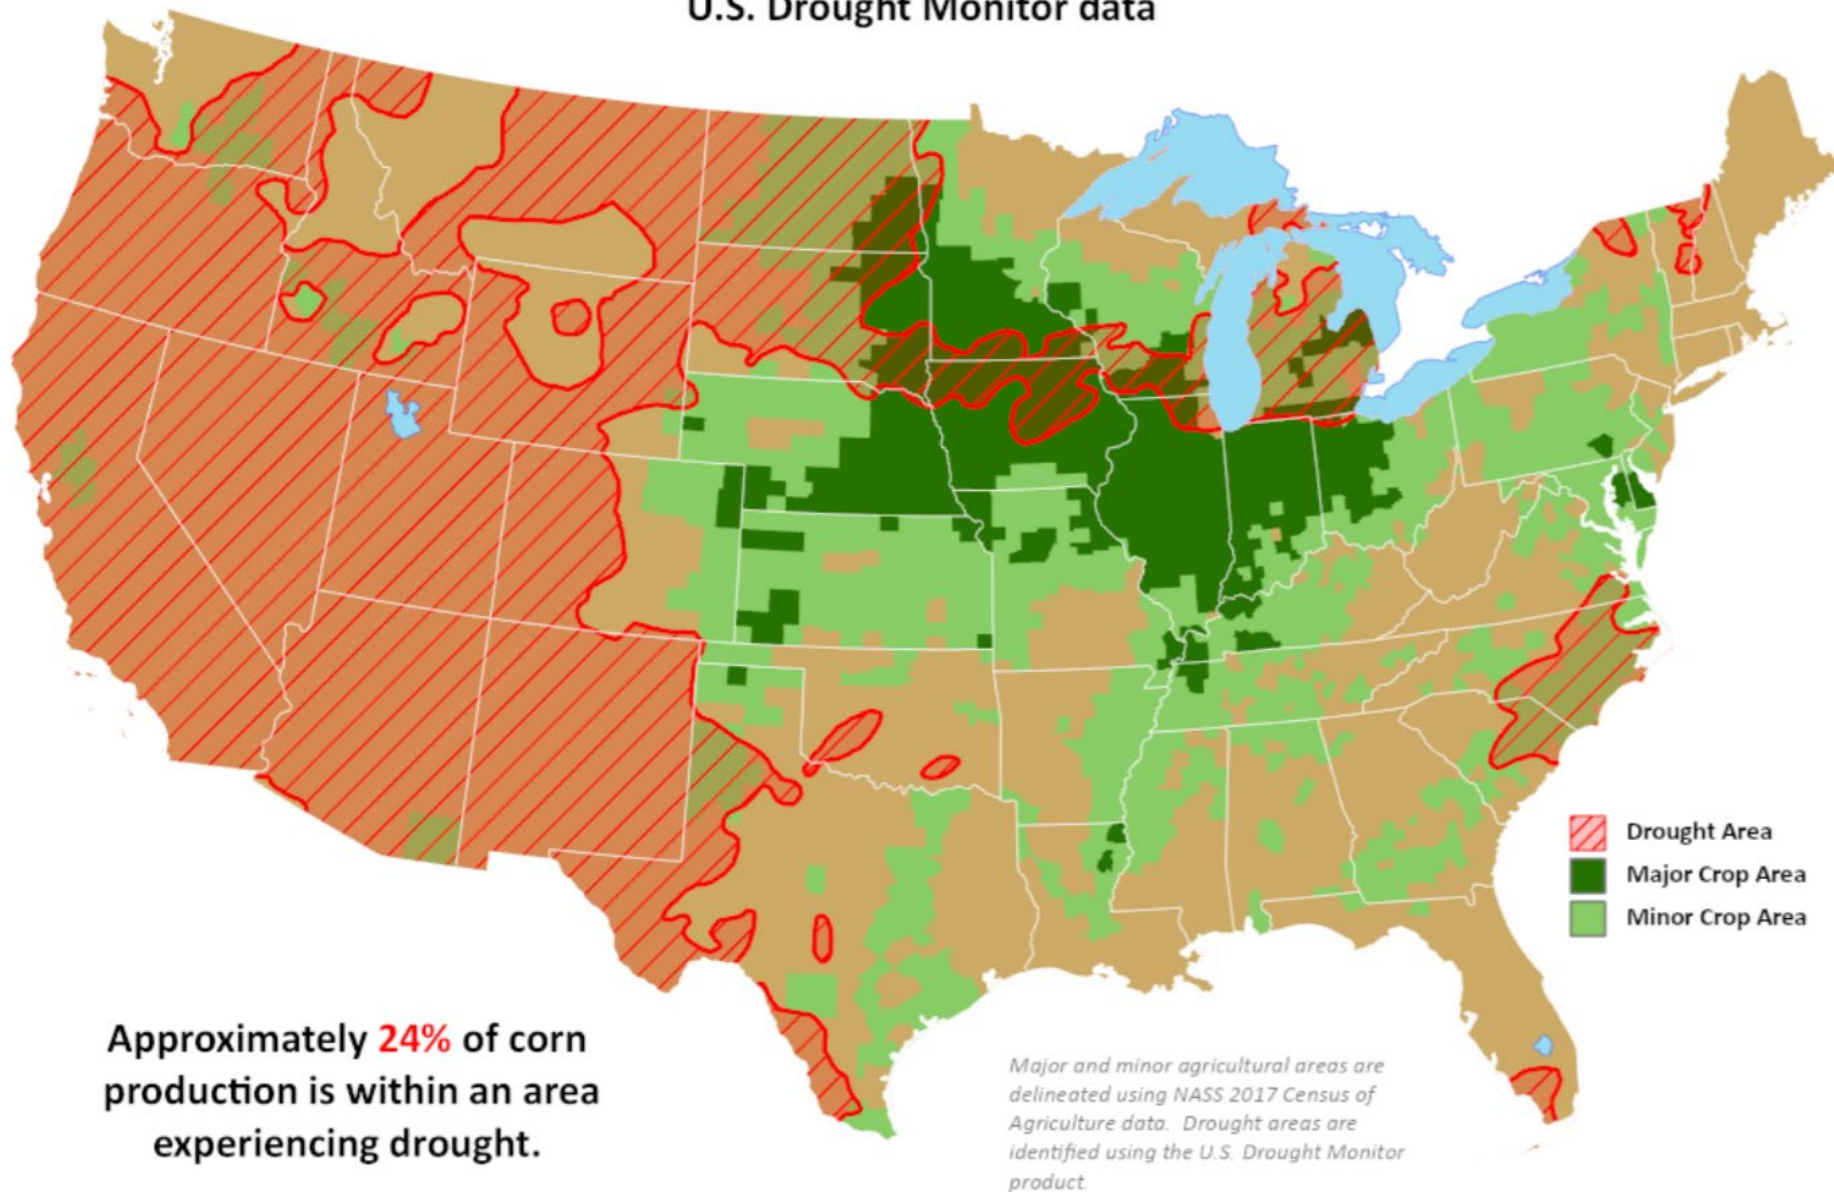 U.S. Drought Monitor data
Drought Area
Major Crop Area
Minor Crop Area
Approximately 24% of corn
production is within an area
experiencing drought.
Major and minor agricultural areas are
delineated using NASS 2017 Census of
Agriculture data. Drought areas are
identified using the U.S. Drought Monitor
product.